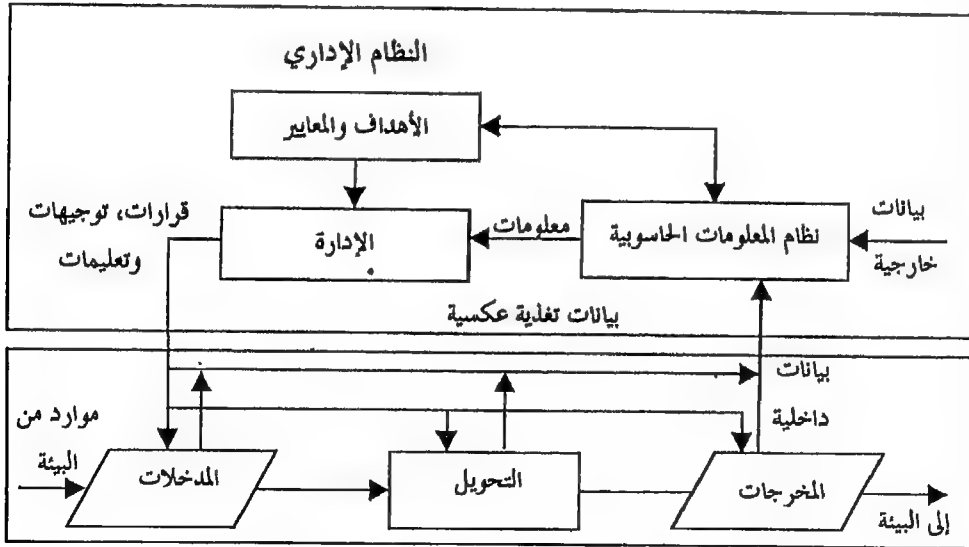 النظام الإداري
الأهداف والمعايير
قرارات، توجيهات
وتعليمات
الإدارة
معلومات
نظام المعلومات الحاسوبية
بيانات
خارجية
بيانات تغذية عكسية
بيانات
داخلية
موارد من
البيئة
المدخلات
التحويل
المخرجات
إلى البيئة